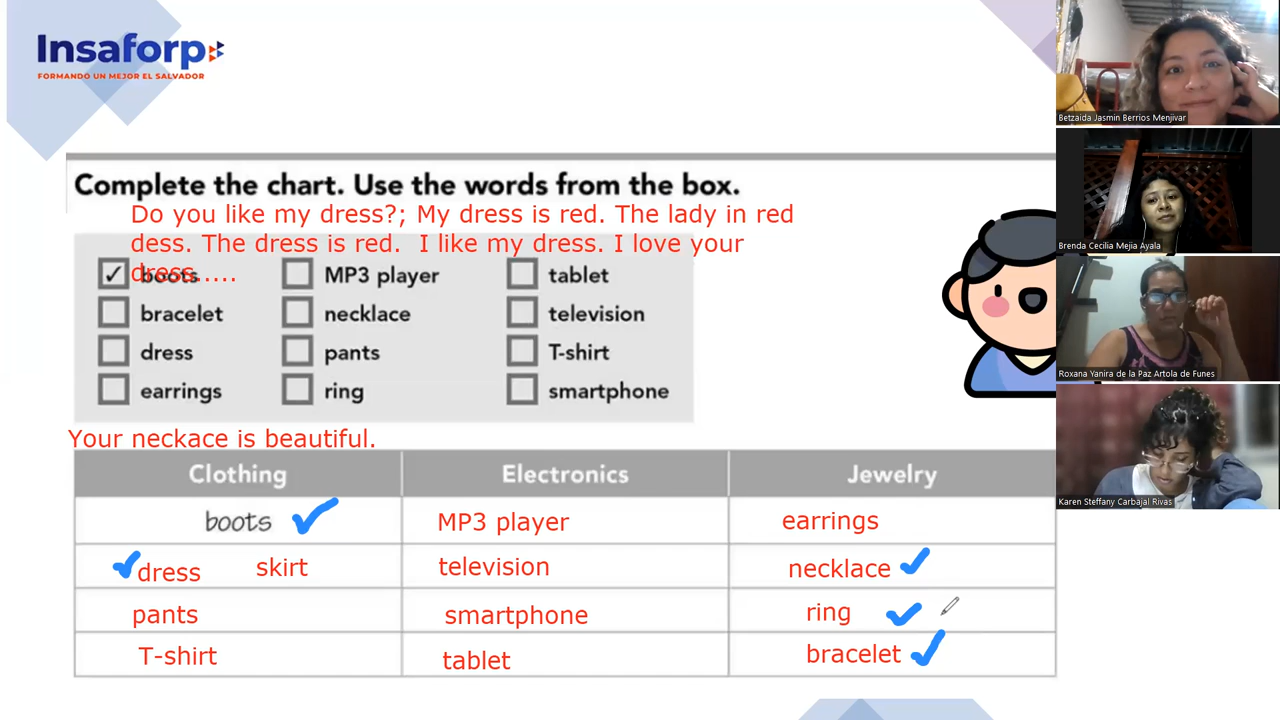 Insaforp
FORMANDO UN MEJOR EL SALVADOR
Complete the chart. Use the words from the box.
Do you like my dress?; My dress is red. The lady in red
dess. The dress is red. I like my dress. I love your
dress.....
✓ boots
MP3 player
tablet
bracelet
necklace
television
dress
pants
T-shirt
earrings
ring
smartphone
Your neckace is beautiful.
Clothing Electronics Jewelry
boots MP3 player earrings
dress skirt television necklace
pants smartphone ring
T-shirt tablet bracelet
Betzaida Jasmin Berrios Menjivar
Brenda Cecilia Mejia Ayala
Roxana Yanira de la Paz Artola de Funes
Karen Steffany Carbajal Rivas